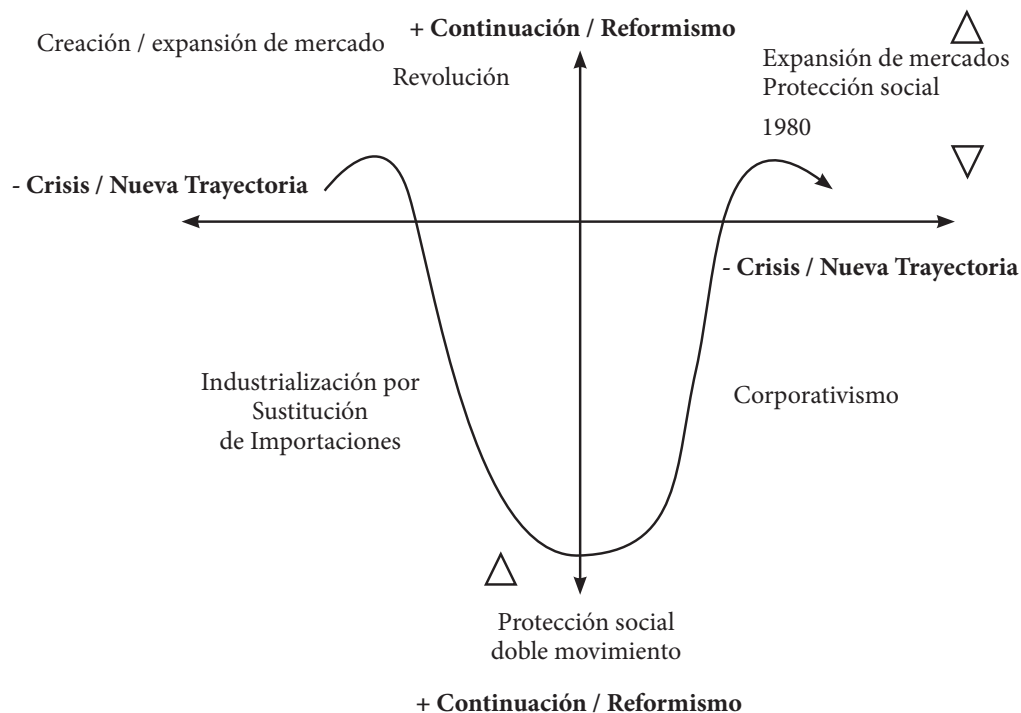 Creación / expansión de mercado
+ Continuación / Reformismo
Revolución
Expansión de mercados
Protección social
1980
- Crisis / Nueva Trayectoria
- Crisis / Nueva Trayectoria
Industrialización por
Sustitución
de Importaciones
Corporativismo
Protección social
doble movimiento
+ Continuación / Reformismo